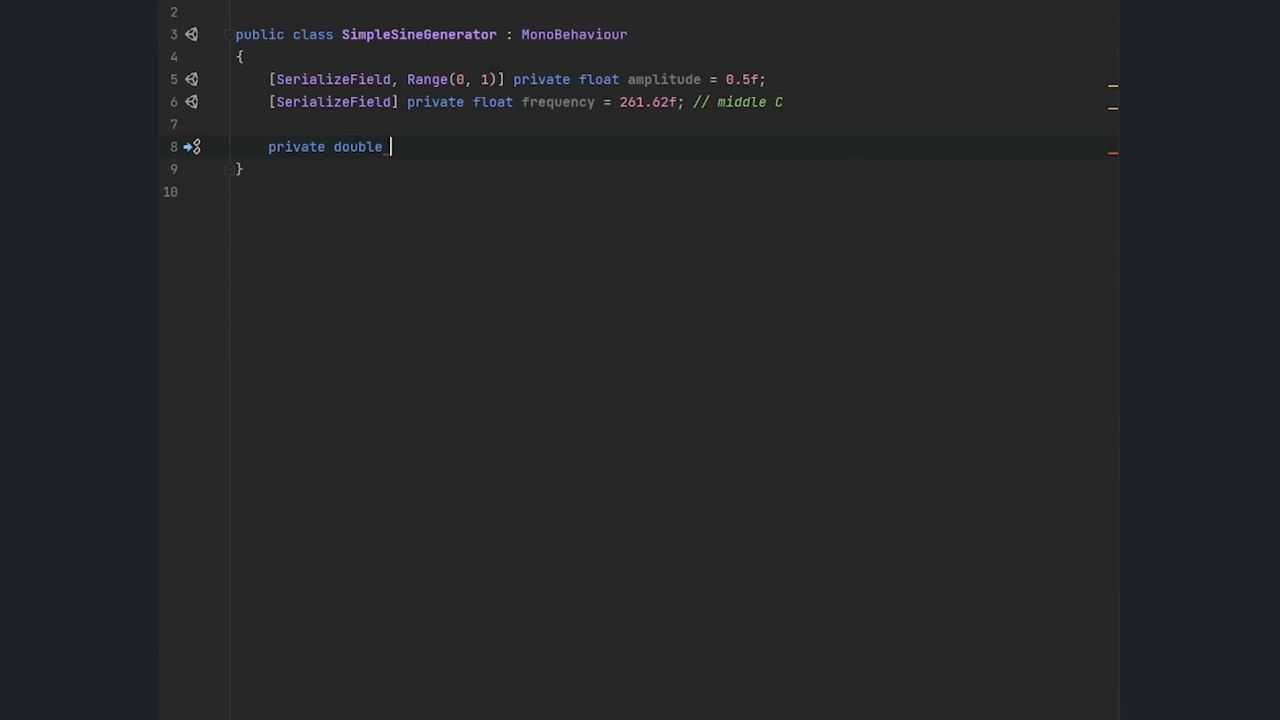 2
3 public class SimpleSineGenerator : MonoBehaviour
4 {
5 [SerializeField, Range(0, 1)] private float amplitude = 0.5f;
6 [SerializeField] private float frequency = 261.62f; // middle C
7
8 private double
9 }
10